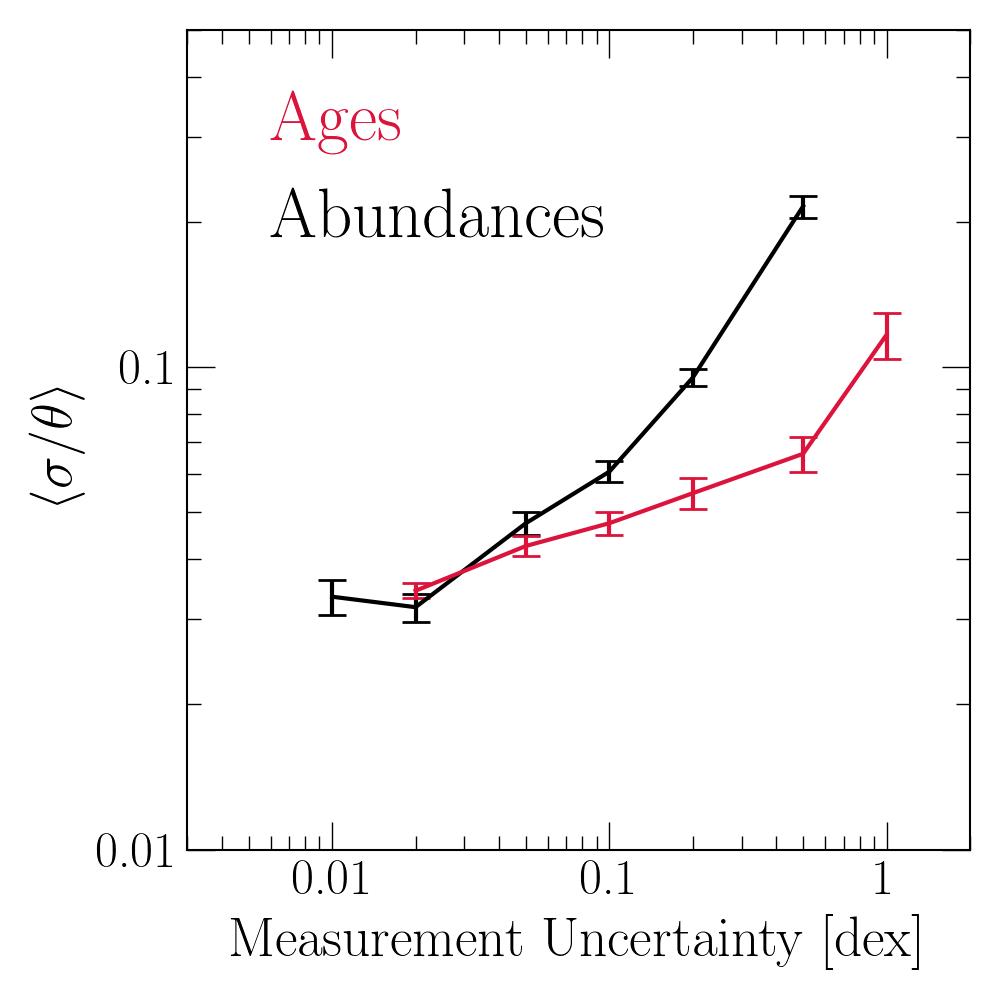 Ages
Abundances
0.1
0.01
⟨σ/θ⟩
0.01 0.1 1
Measurement Uncertainty [dex]